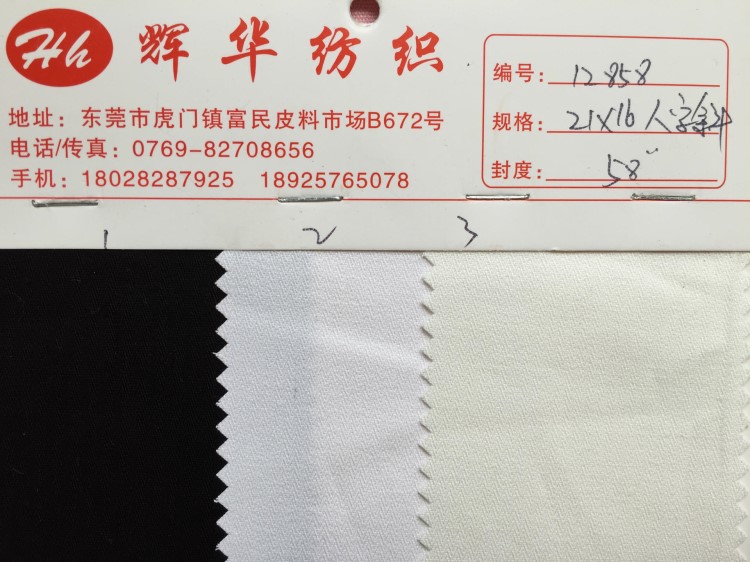 Hh 辉华纺织
地址：东莞市虎门镇富民皮料市场B672号
电话/传真：0769-82708656
手机：18028287925 18925765078
编号：12858
规格：21X16人字斜
封度：58"
1 2 3